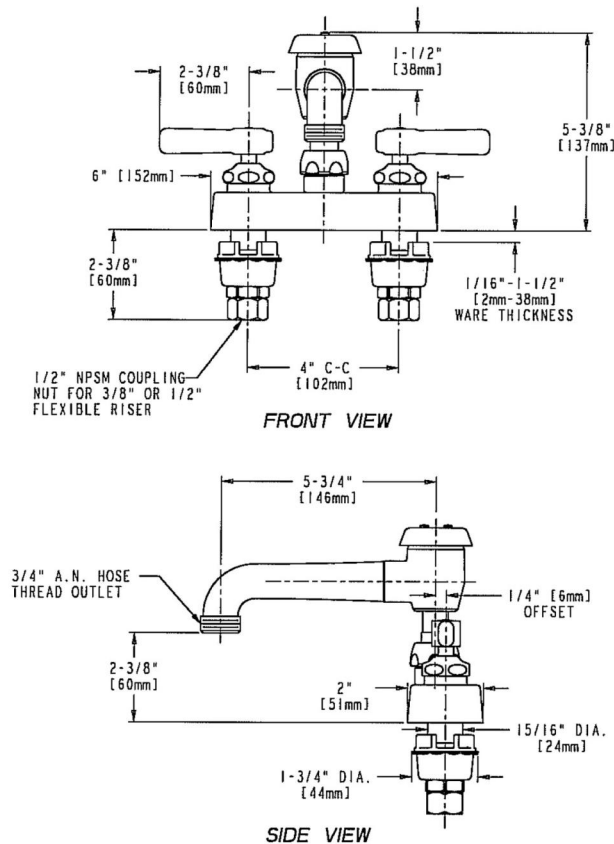 1-1/2"
[38mm]
2-3/8"
[60mm]
5-3/8"
[137mm]
6" [152mm]
2-3/8"
[60mm]
1/16"-1-1/2"
[2mm-38mm]
WARE THICKNESS
4" C-C
[102mm]
1/2" NPSM COUPLING
NUT FOR 3/8" OR 1/2"
FLEXIBLE RISER
FRONT VIEW
5-3/4"
[146mm]
3/4" A.N. HOSE
THREAD OUTLET
1/4" [6mm]
OFFSET
2-3/8"
[60mm]
2"
[51mm]
15/16" DIA.
[24mm]
1-3/4" DIA.
[44mm]
SIDE VIEW